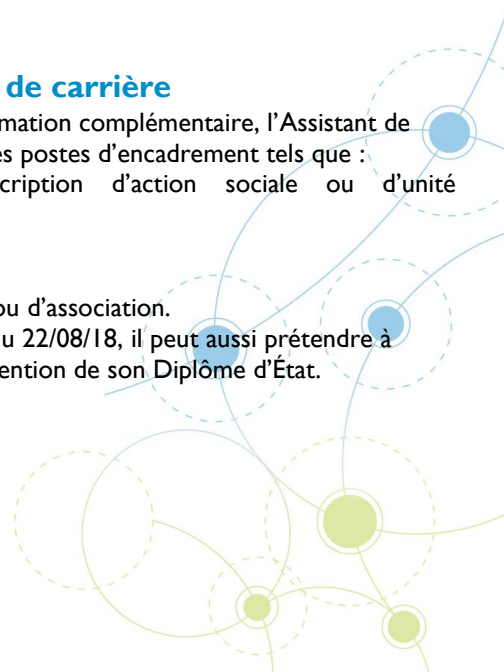 de carrière
mation complémentaire, l’Assistant de
es postes d’encadrement tels que :
cription d’action sociale ou d’unité
ou d’association.
u 22/08/18, il peut aussi prétendre à
ention de son Diplôme d’État.